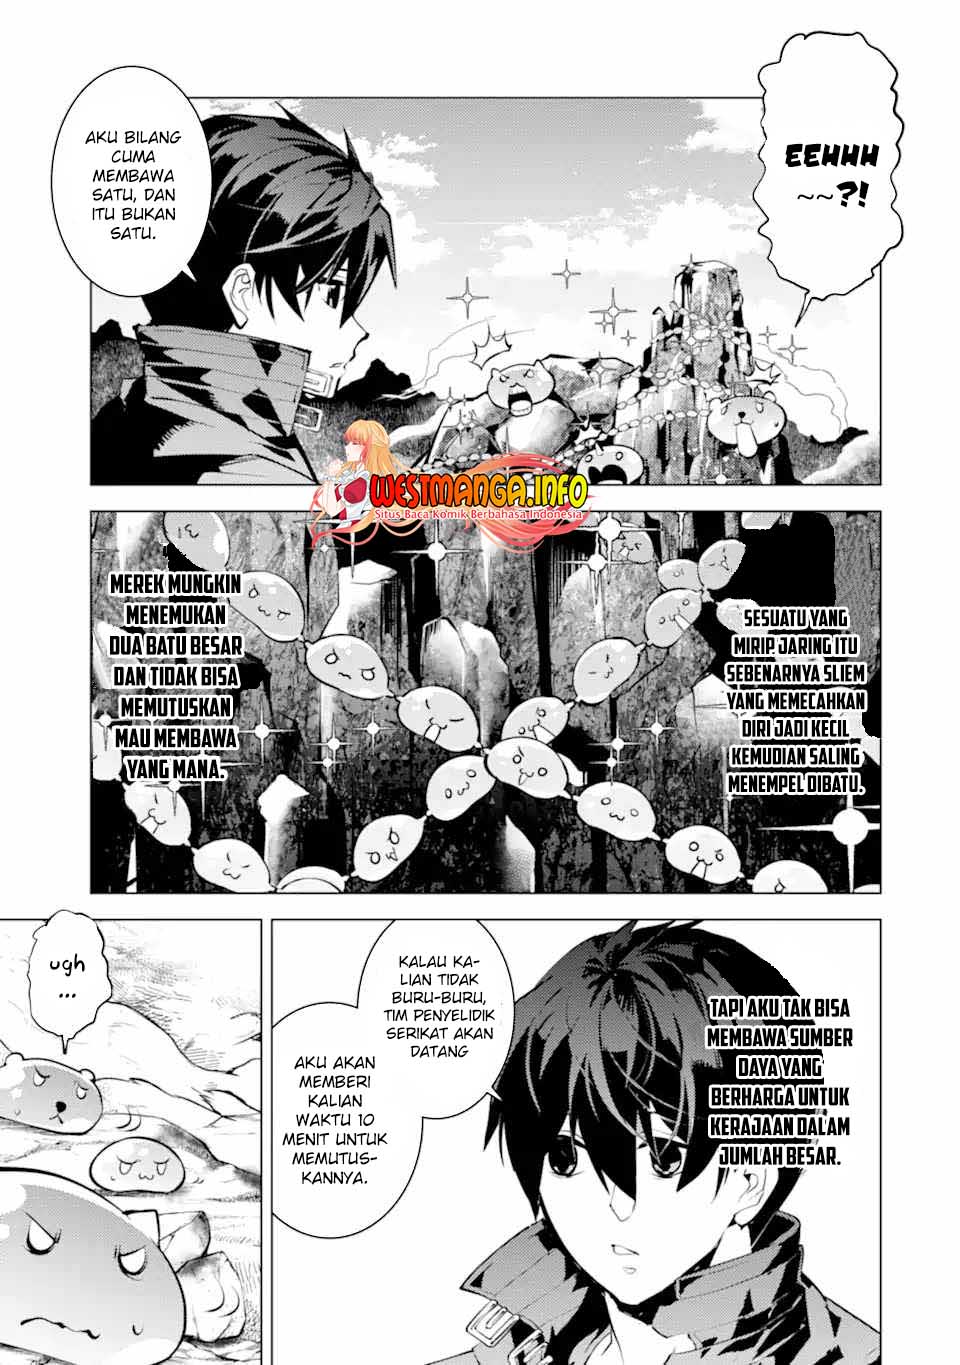 EEHHH
~~?!
AKU BILANG
CUMA
MEMBAWA
SATU, DAN
ITU BUKAN
SATU.
WESTMANGA.INFO
Situs Baca Komik Berbahasa Indonesia
SESUATU YANG
MIRIP JARING ITU
SEBENARNYA SLIEM
YANG MEMECAHKAN
DIRI JADI KECIL
KEMUDIAN SALING
MENEMPEL DIBATU.
MEREK MUNGKIN
MENEMUKAN
DUA BATU BESAR
DAN TIDAK BISA
MEMUTUSKAN
MAU MEMBAWA
YANG MANA.
TAPI AKU TAK BISA
MEMBAWA SUMBER
DAYA YANG
BERHARGA UNTUK
KERAJAAN DALAM
JUMLAH BESAR.
KALAU KA-
LIAN TIDAK
BURU-BURU,
TIM PENYELIDIK
SERIKAT AKAN
DATANG
AKU AKAN
MEMBERI
KALIAN
WAKTU 10
MENIT UNTUK
MEMUTUS-
KANNYA.
ugh
...